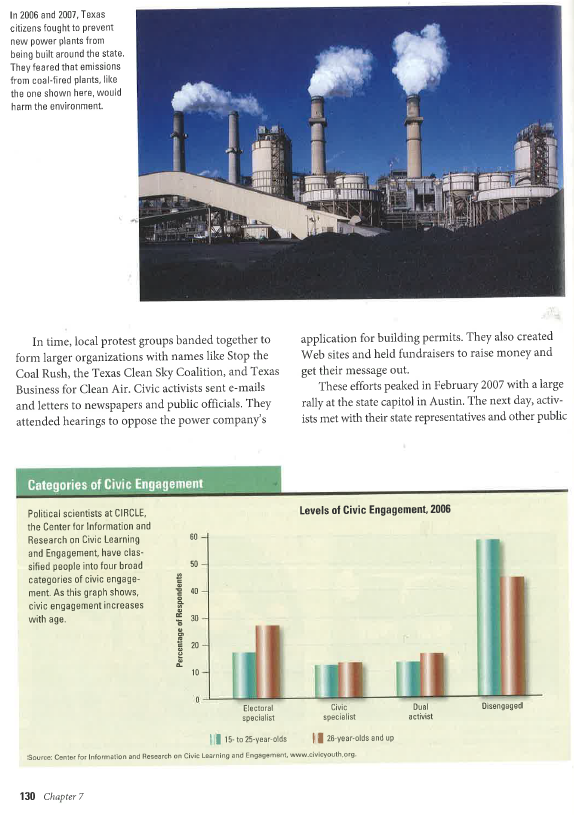 In 2006 and 2007, Texas
citizens fought to prevent
new power plants from
being built around the state.
They feared that emissions
from coal-fired plants, like
the one shown here, would
harm the environment.
In time, local protest groups banded together to
form larger organizations with names like Stop the
Coal Rush, the Texas Clean Sky Coalition, and Texas
Business for Clean Air. Civic activists sent e-mails
and letters to newspapers and public officials. They
attended hearings to oppose the power company's
application for building permits. They also created
Web sites and held fundraisers to raise money and
get their message out.
These efforts peaked in February 2007 with a large
rally at the state capitol in Austin. The next day, activ-
ists met with their state representatives and other public
Categories of Civic Engagement
Political scientists at CIRCLE,
the Center for Information and
Research on Civic Learning
and Engagement, have clas-
sified people into four broad
categories of civic engage-
ment. As this graph shows,
civic engagement increases
with age.
Levels of Civic Engagement, 2006
Percentage of Respondents
60
50
40
30
20
10
0
Electoral
specialist
Civic
specialist
Dual
activist
Disengaged
15- to 25-year-olds
26-year-olds and up
Source: Center for Information and Research on Civic Learning and Engagement, www.civicyouth.org.
130 Chapter 7